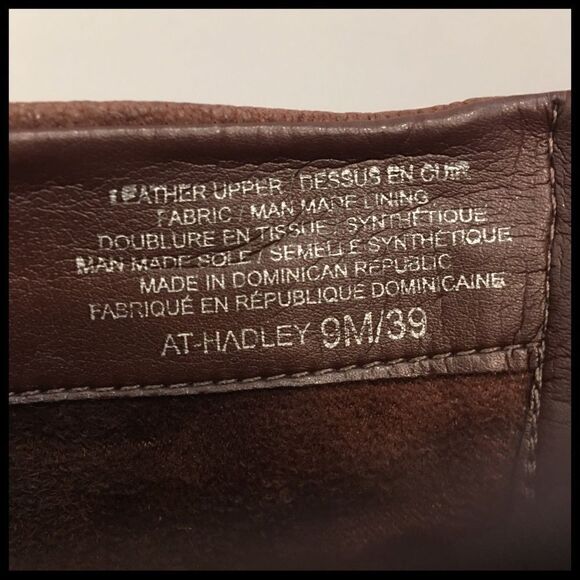 LEATHER UPPER / DESSUS EN CUIR
FABRIC / MAN MADE LINING
DOUBLURE EN TISSUE / SYNTHÉTIQUE
MAN MADE SOLE / SEMELLE SYNTHÉTIQUE
MADE IN DOMINICAN REPUBLIC
FABRIQUÉ EN RÉPUBLIQUE DOMINICAINE
AT-HADLEY 9M/39